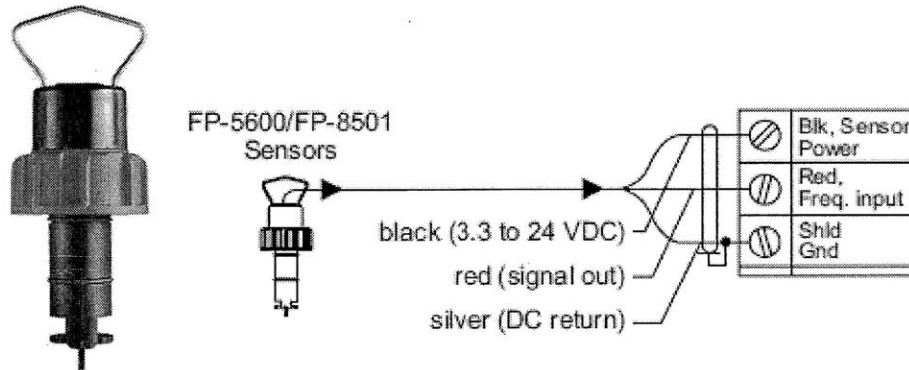 FP-5600/FP-8501
Sensors
black (3.3 to 24 VDC)
red (signal out)
silver (DC return)
Blk, Sensor
Power
Red,
Freq. input
Shld
Gnd